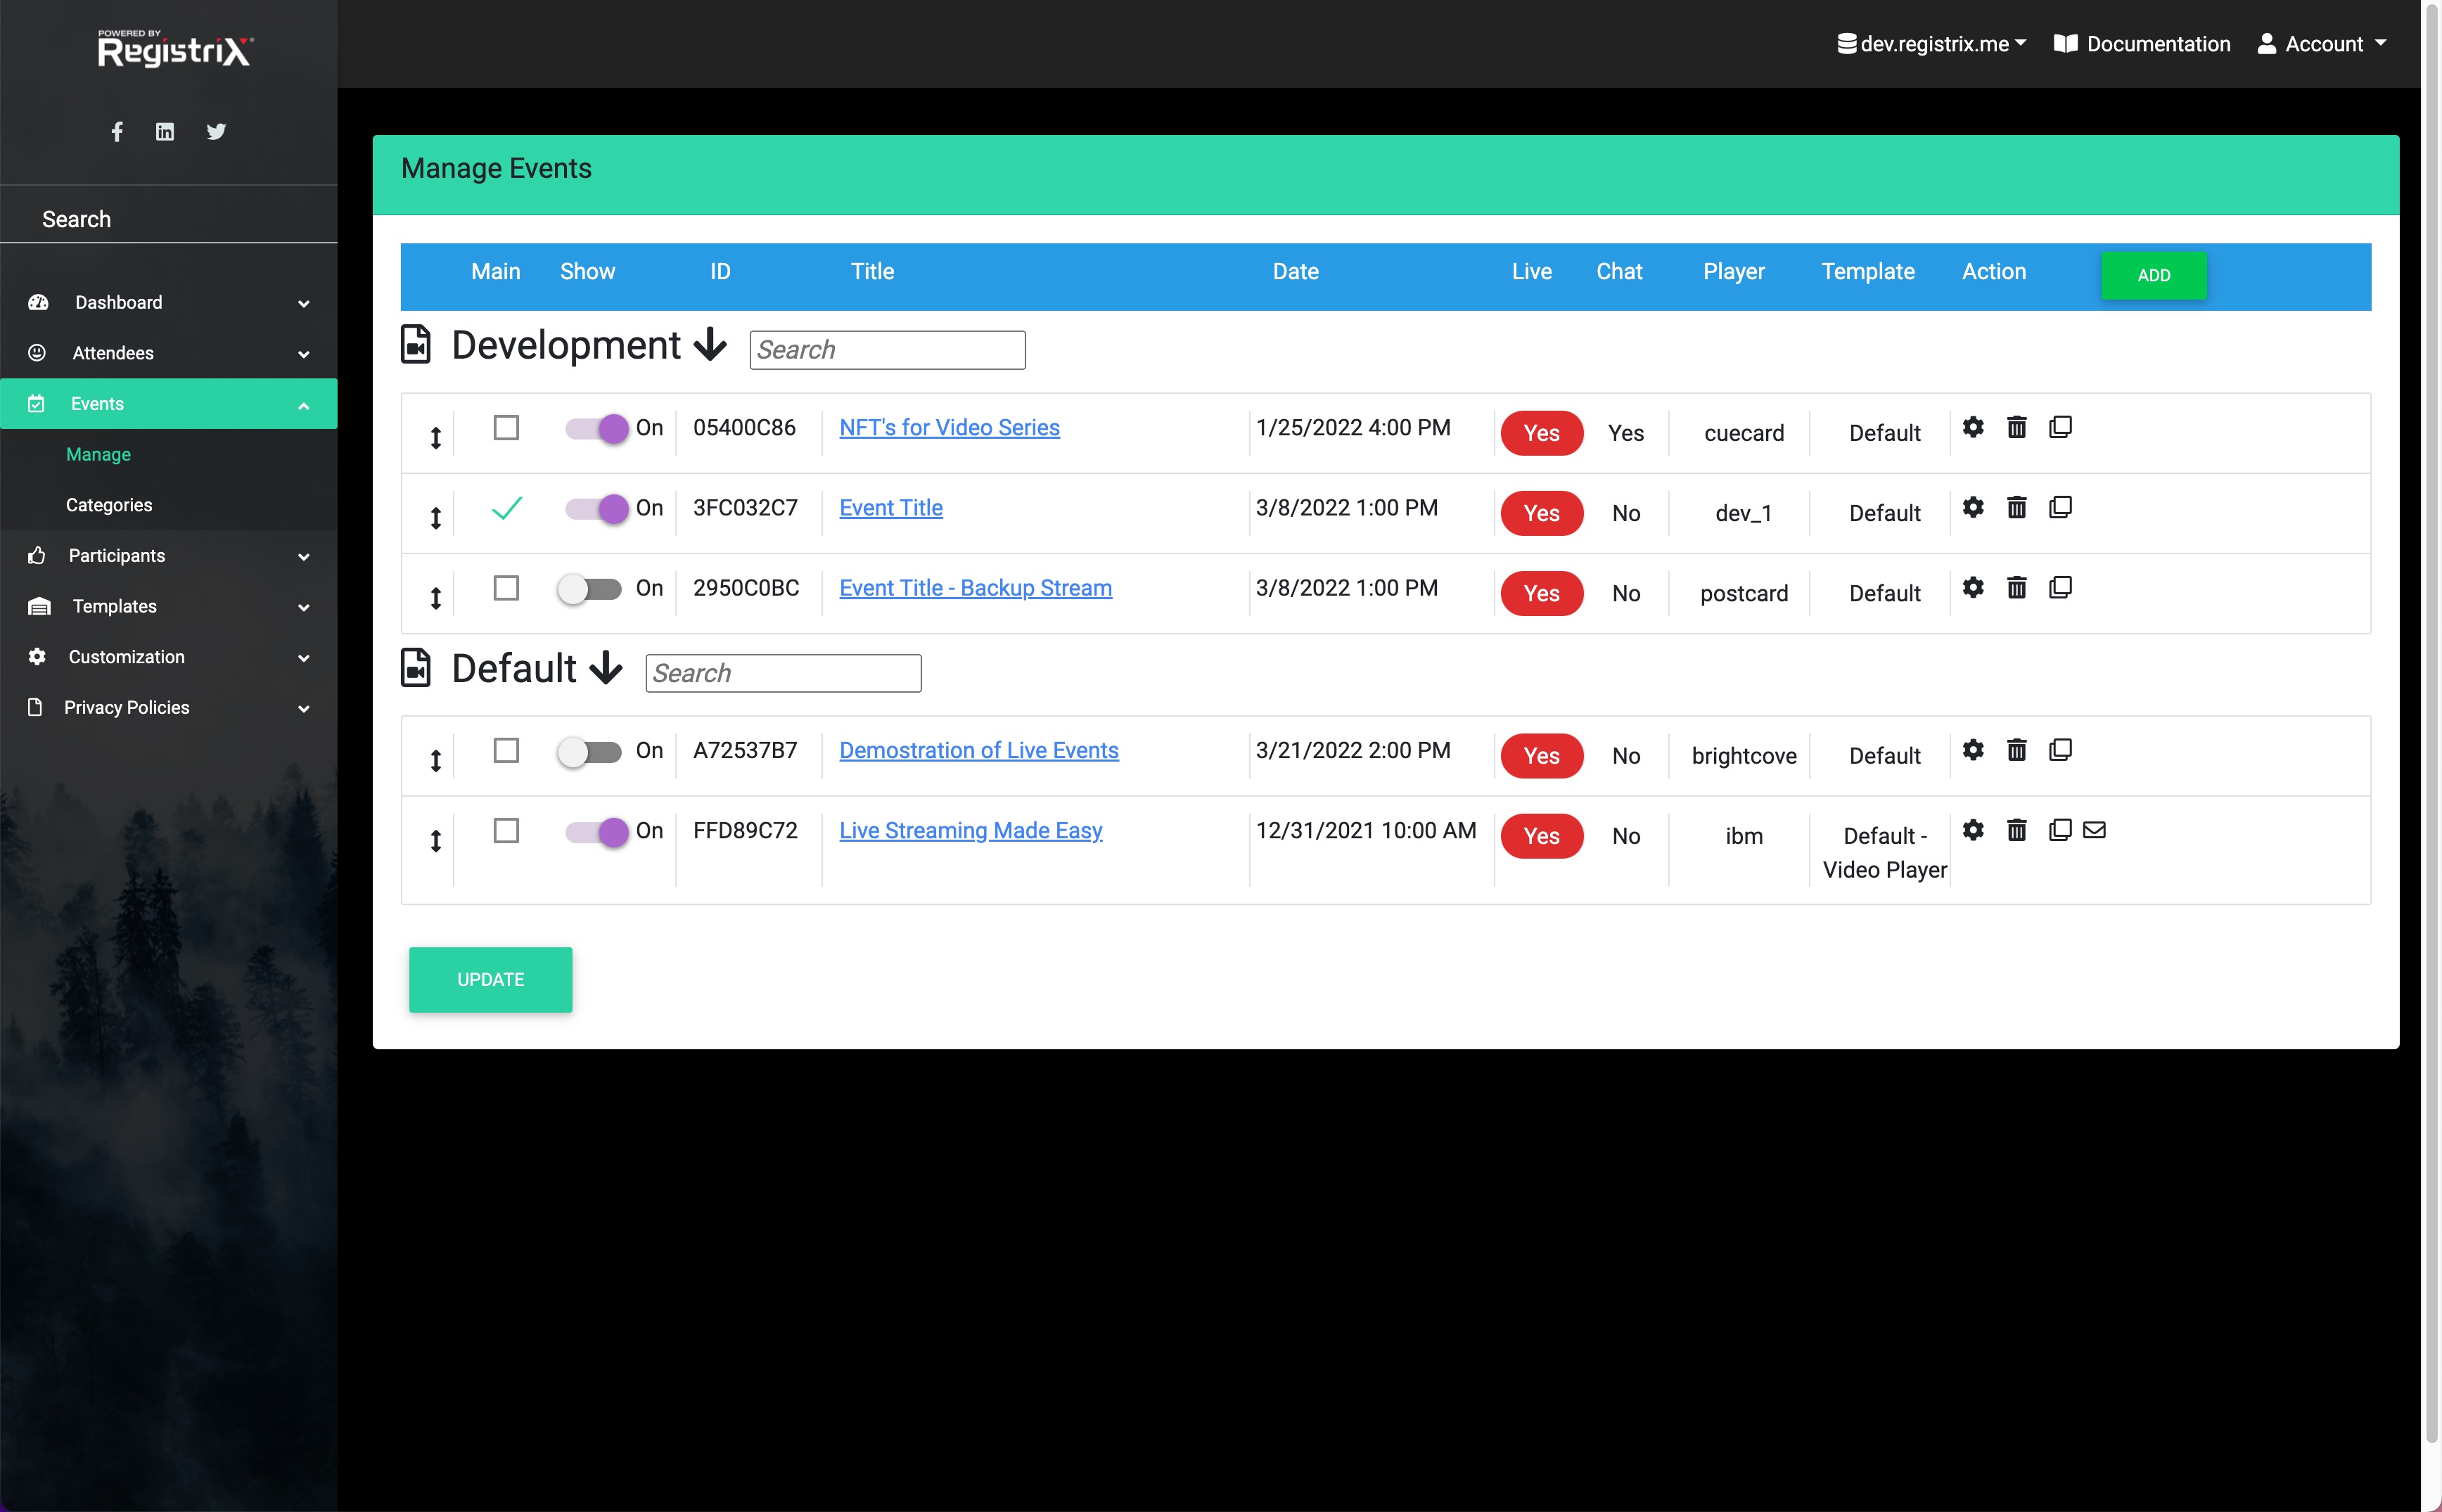 POWERED BY
RegistriX
Search
Dashboard
Attendees
Events
Manage
Categories
Participants
Templates
Customization
Privacy Policies
dev.registrix.me Documentation Account
Manage Events
Main Show ID Title Date Live Chat Player Template Action ADD
Development Search
On 05400C86 NFT's for Video Series 1/25/2022 4:00 PM Yes Yes cuecard Default
On 3FC032C7 Event Title 3/8/2022 1:00 PM Yes No dev_1 Default
On 2950C0BC Event Title - Backup Stream 3/8/2022 1:00 PM Yes No postcard Default
Default Search
On A72537B7 Demostration of Live Events 3/21/2022 2:00 PM Yes No brightcove Default
On FFD89C72 Live Streaming Made Easy 12/31/2021 10:00 AM Yes No ibm Default -
Video Player
UPDATE